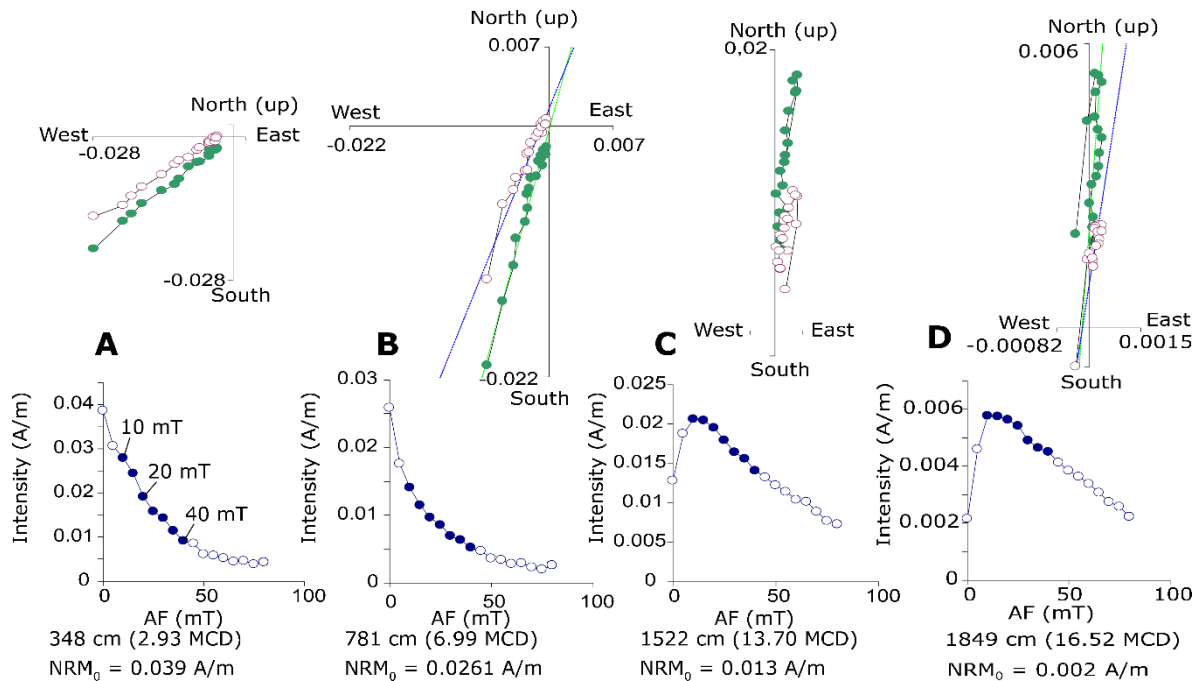 North (up)
West
East
-0.028
-0.028
South
A
North (up)
0.007
West
East
-0.022
0.007
-0.022
South
B
North (up)
0,02
West
East
South
C
North (up)
0.006
West
East
-0.00082
0.0015
South
D
Intensity (A/m)
0.04
0.03
0.02
0.01
0
10 mT
20 mT
40 mT
0
50
100
AF (mT)
348 cm (2.93 MCD)
NRM₀ = 0.039 A/m
Intensity (A/m)
0.03
0.02
0.01
0
0
50
100
AF (mT)
781 cm (6.99 MCD)
NRM₀ = 0.0261 A/m
Intensity (A/m)
0.025
0.02
0.015
0.01
0.005
0
0
50
100
AF (mT)
1522 cm (13.70 MCD)
NRM₀ = 0.013 A/m
Intensity (A/m)
0.006
0.004
0.002
0
0
50
100
AF (mT)
1849 cm (16.52 MCD)
NRM₀ = 0.002 A/m